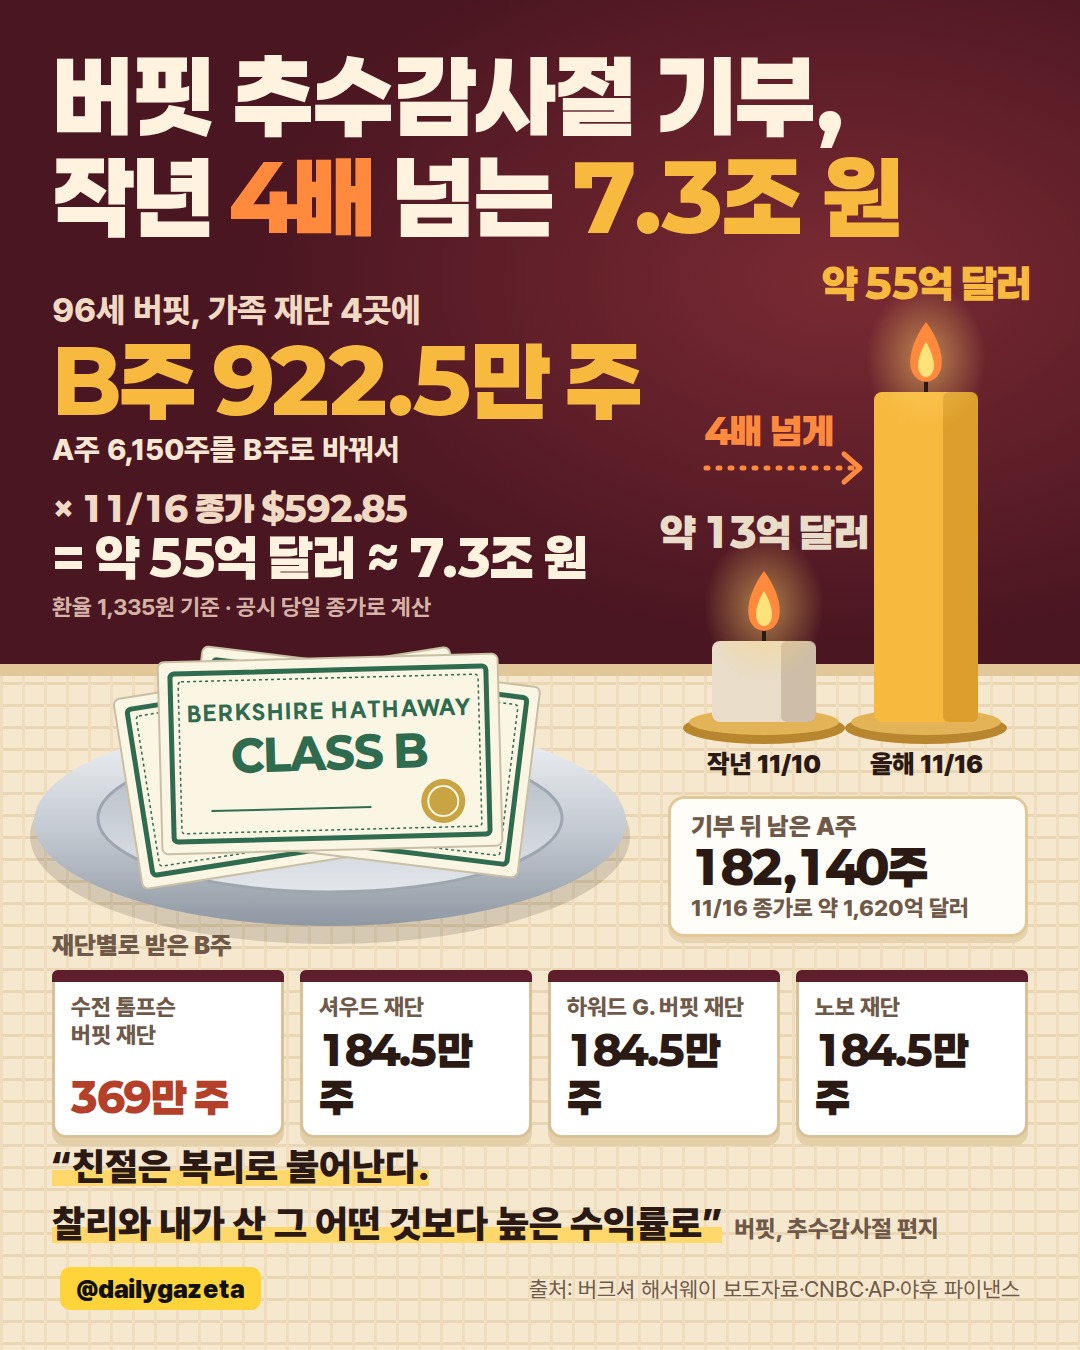 버핏 추수감사절 기부,
작년 4배 넘는 7.3조 원
약 55억 달러
96세 버핏, 가족 재단 4곳에
B주 922.5만 주
A주 6,150주를 B주로 바꿔서
4배 넘게
× 11/16 종가 $592.85
약 13억 달러
= 약 55억 달러 ≈ 7.3조 원
환율 1,335원 기준 · 공시 당일 종가로 계산
BERKSHIRE HATHAWAY
CLASS B
작년 11/10
올해 11/16
기부 뒤 남은 A주
182,140주
11/16 종가로 약 1,620억 달러
재단별로 받은 B주
수전 톰프슨
버핏 재단
369만 주
셔우드 재단
184.5만
주
하워드 G. 버핏 재단
184.5만
주
노보 재단
184.5만
주
“친절은 복리로 불어난다.
찰리와 내가 산 그 어떤 것보다 높은 수익률로” 버핏, 추수감사절 편지
@dailygazeta
출처: 버크셔 해서웨이 보도자료·CNBC·AP·야후 파이낸스